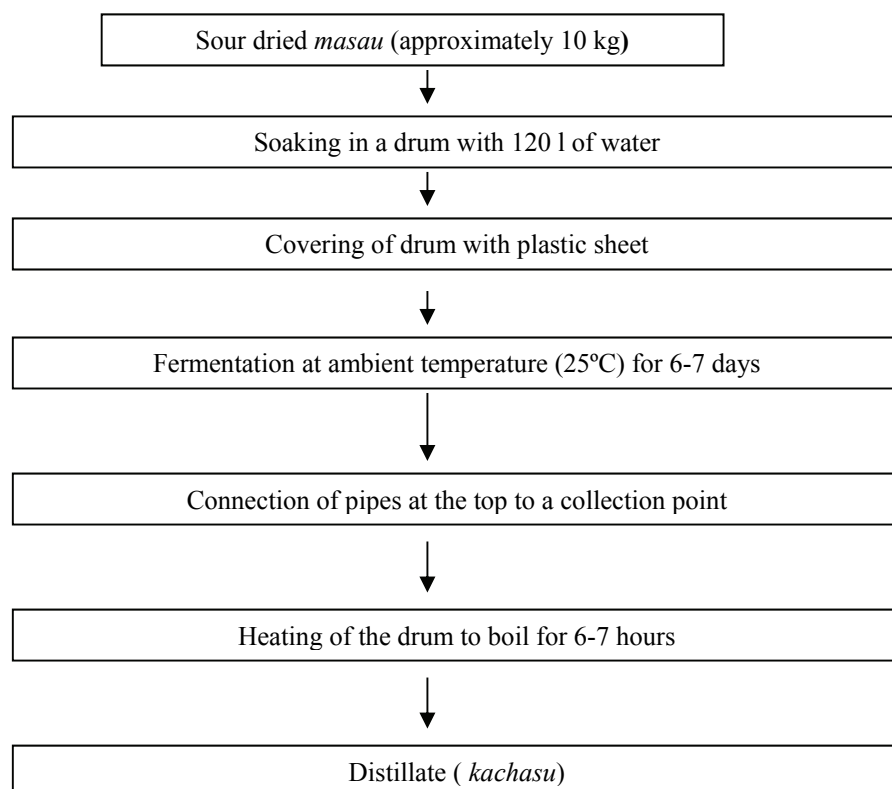 Sour dried masau (approximately 10 kg)
Soaking in a drum with 120 l of water
Covering of drum with plastic sheet
Fermentation at ambient temperature (25ºC) for 6-7 days
Connection of pipes at the top to a collection point
Heating of the drum to boil for 6-7 hours
Distillate ( kachasu)